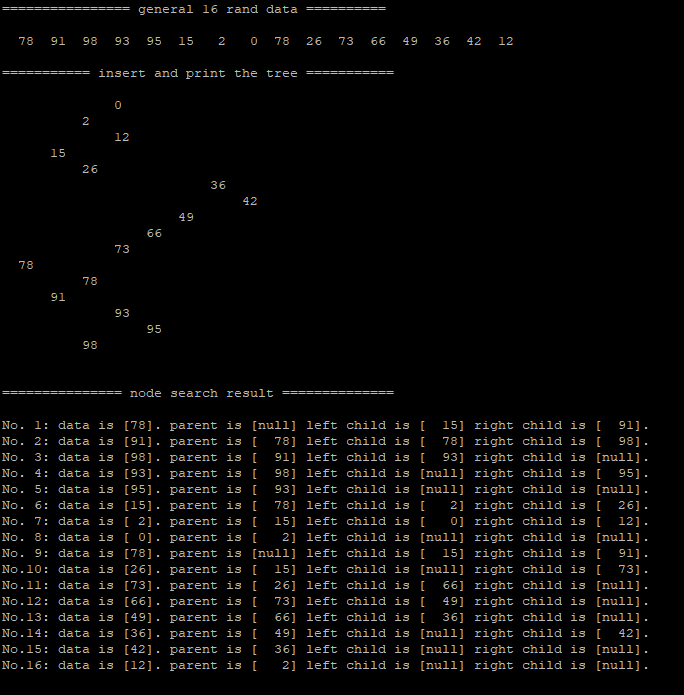 ================ general 16 rand data ==========
  78  91  98  93  95  15   2   0  78  26  73  66  49  36  42  12
=========== insert and print the tree ===========
              0
          2
              12
      15
          26
                          36
                              42
                      49
                  66
              73
  78
          78
      91
              93
                  95
          98
=============== node search result ==============
No. 1: data is [78]. parent is [null] left child is [  15] right child is [  91].
No. 2: data is [91]. parent is [  78] left child is [  78] right child is [  98].
No. 3: data is [98]. parent is [  91] left child is [  93] right child is [null].
No. 4: data is [93]. parent is [  98] left child is [null] right child is [  95].
No. 5: data is [95]. parent is [  93] left child is [null] right child is [null].
No. 6: data is [15]. parent is [  78] left child is [   2] right child is [  26].
No. 7: data is [ 2]. parent is [  15] left child is [   0] right child is [  12].
No. 8: data is [ 0]. parent is [   2] left child is [null] right child is [null].
No. 9: data is [78]. parent is [null] left child is [  15] right child is [  91].
No.10: data is [26]. parent is [  15] left child is [null] right child is [  73].
No.11: data is [73]. parent is [  26] left child is [  66] right child is [null].
No.12: data is [66]. parent is [  73] left child is [  49] right child is [null].
No.13: data is [49]. parent is [  66] left child is [  36] right child is [null].
No.14: data is [36]. parent is [  49] left child is [null] right child is [  42].
No.15: data is [42]. parent is [  36] left child is [null] right child is [null].
No.16: data is [12]. parent is [   2] left child is [null] right child is [null].